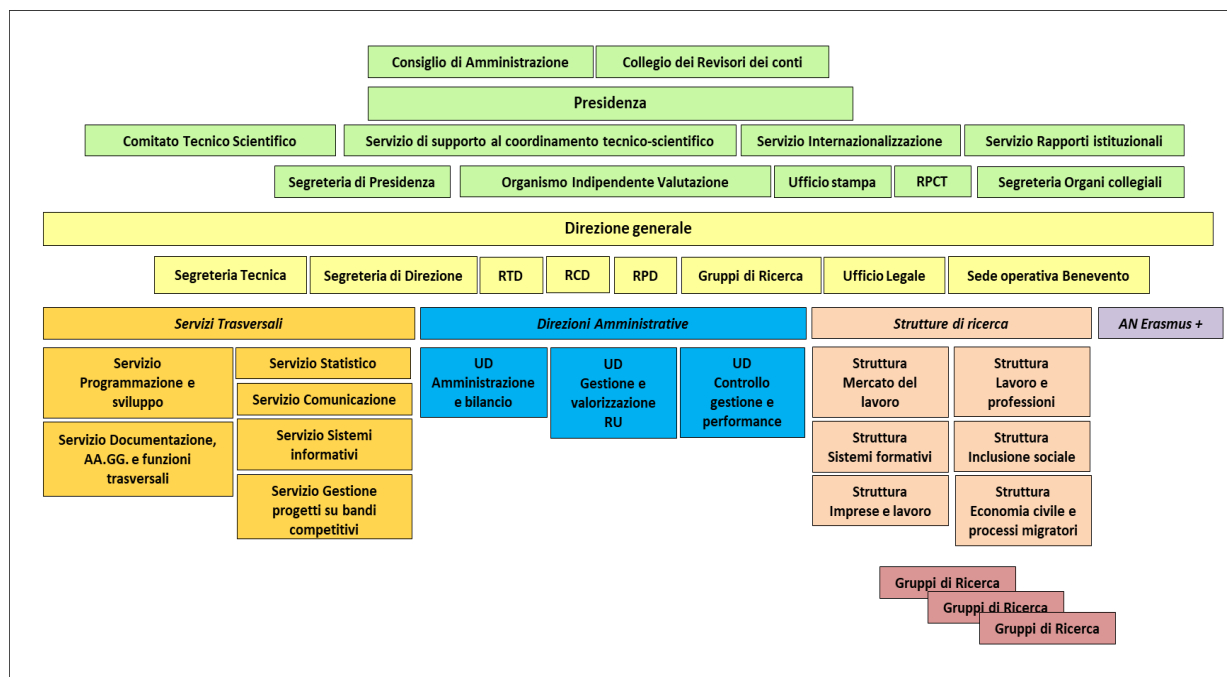 Consiglio di Amministrazione
Collegio dei Revisori dei conti
Presidenza
Comitato Tecnico Scientifico
Servizio di supporto al coordinamento tecnico-scientifico
Servizio Internazionalizzazione
Servizio Rapporti istituzionali
Segreteria di Presidenza
Organismo Indipendente Valutazione
Ufficio stampa
RPCT
Segreteria Organi collegiali
Direzione generale
Segreteria Tecnica
Segreteria di Direzione
RTD
RCD
RPD
Gruppi di Ricerca
Ufficio Legale
Sede operativa Benevento
Servizi Trasversali
Direzioni Amministrative
Strutture di ricerca
AN Erasmus +
Servizio
Programmazione e
sviluppo
Servizio Documentazione,
AA.GG. e funzioni
trasversali
Servizio Statistico
Servizio Comunicazione
Servizio Sistemi
informativi
Servizio Gestione
progetti su bandi
competitivi
UD
Amministrazione
e bilancio
UD
Gestione e
valorizzazione
RU
UD
Controllo
gestione e
performance
Struttura
Mercato del
lavoro
Struttura
Sistemi formativi
Struttura
Imprese e lavoro
Struttura
Lavoro e
professioni
Struttura
Inclusione sociale
Struttura
Economia civile e
processi migratori
Gruppi di Ricerca
Gruppi di Ricerca
Gruppi di Ricerca